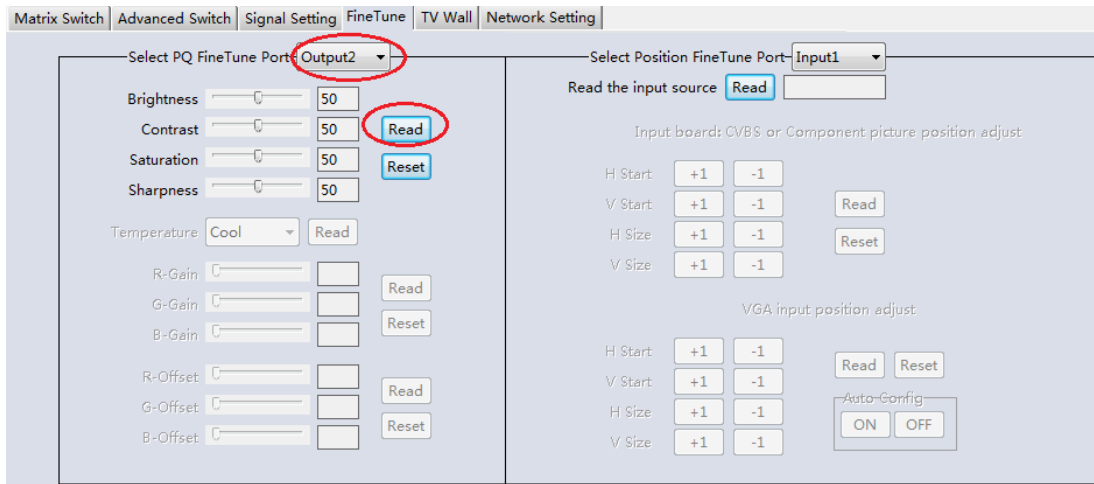 Matrix Switch Advanced Switch Signal Setting FineTune TV Wall Network Setting
Select PQ FineTune Port Output2
Brightness 50
Contrast 50 Read
Saturation 50 Reset
Sharpness 50
Temperature Cool Read
R-Gain
G-Gain Read
B-Gain Reset
R-Offset
G-Offset Read
B-Offset Reset
Select Position FineTune Port Input1
Read the input source Read
Input board: CVBS or Component picture position adjust
H Start +1 -1
V Start +1 -1 Read
H Size +1 -1 Reset
V Size +1 -1
VGA input position adjust
H Start +1 -1 Read Reset
V Start +1 -1
Auto Config
H Size +1 -1 ON OFF
V Size +1 -1